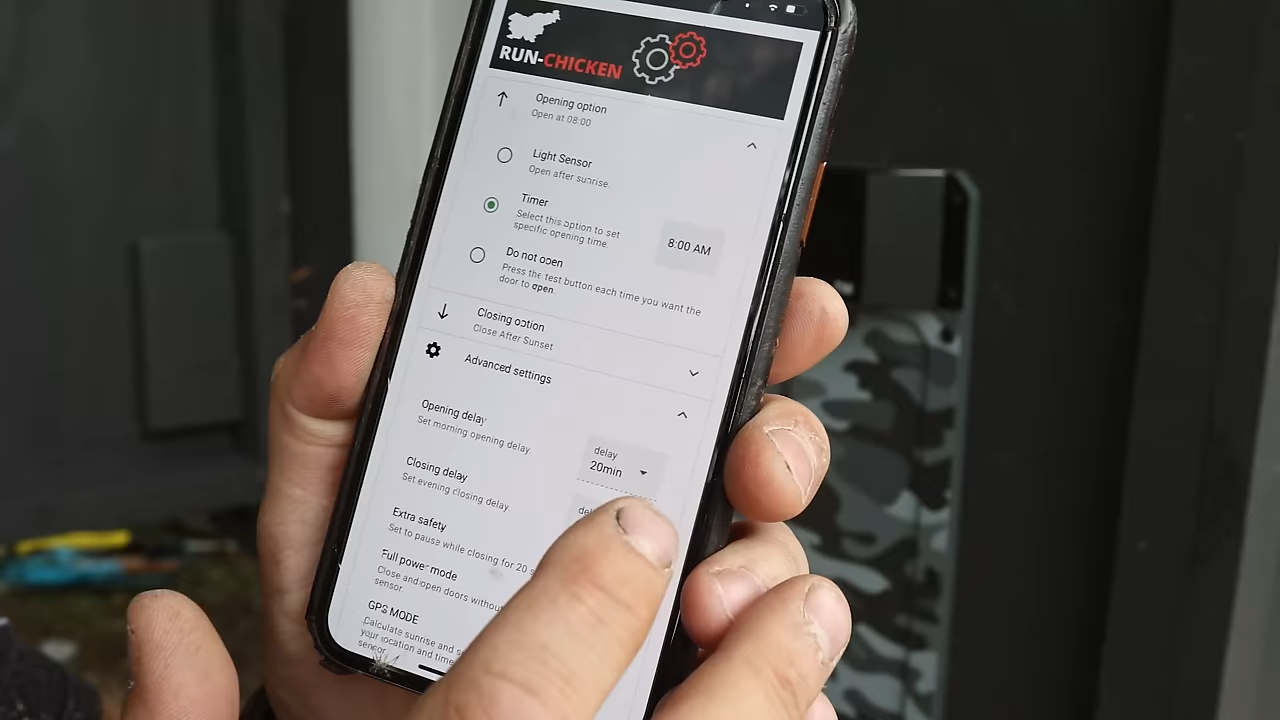 RUN-CHICKEN
Opening option
Open at 08:00
Light Sensor
Open after sunrise.
Timer
Select this option to set
specific opening time.
8:00 AM
Do not open
Press the test button each time you want the
door to open.
Closing option
Close After Sunset
Advanced settings
Opening delay
Set morning opening delay.
delay
20min
Closing delay
Set evening closing delay.
Extra safety
Set to pause while closing for 20
Full power mode
Close and open doors without
sensor.
GPS MODE
Calculate sunrise and
your location and time
sensor.